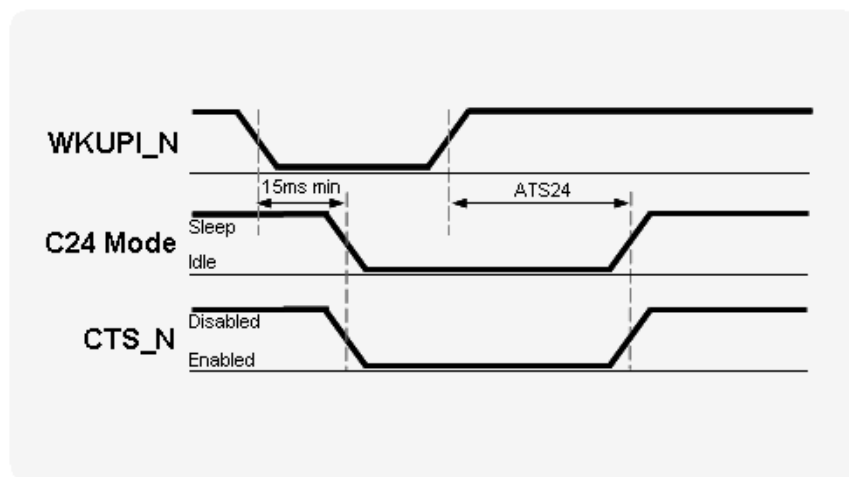 WKUPI_N
15ms min
ATS24
C24 Mode
Sleep
Idle
CTS_N
Disabled
Enabled